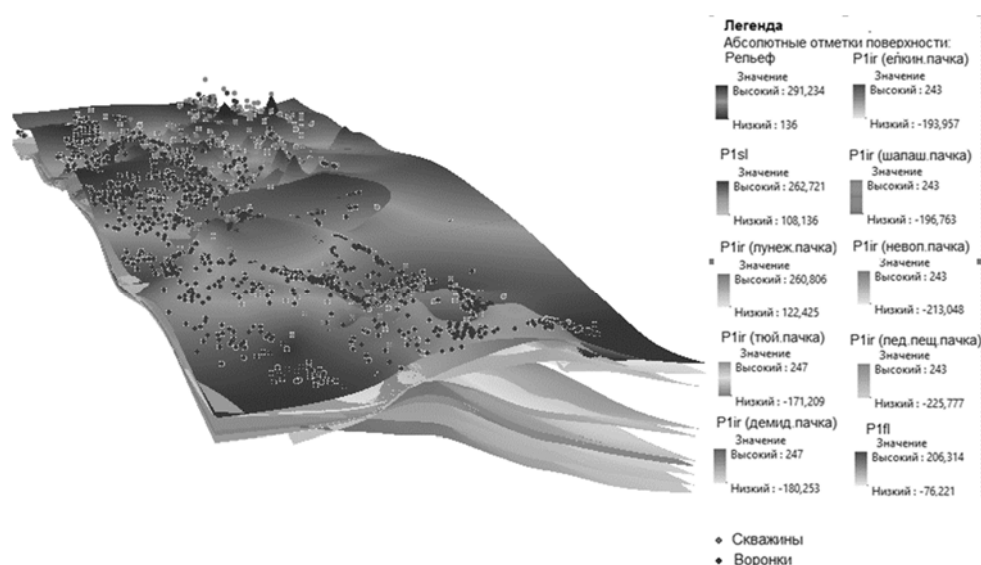 Легенда
Абсолютные отметки поверхности:
Рельеф
Значение
Высокий : 291,234
Низкий : 136
P1sl
Значение
Высокий : 262,721
Низкий : 108,136
P1ir (лунеж.пачка)
Значение
Высокий : 260,806
Низкий : 122,425
P1ir (тюй.пачка)
Значение
Высокий : 247
Низкий : -171,209
P1ir (демид.пачка)
Значение
Высокий : 247
Низкий : -180,253
P1ir (елкин.пачка)
Значение
Высокий : 243
Низкий : -193,957
P1ir (шалаш.пачка)
Значение
Высокий : 243
Низкий : -196,763
P1ir (невол.пачка)
Значение
Высокий : 243
Низкий : -213,048
P1ir (лед.пещ.пачка)
Значение
Высокий : 243
Низкий : -225,777
P1fl
Значение
Высокий : 206,314
Низкий : -76,221
Скважины
Воронки